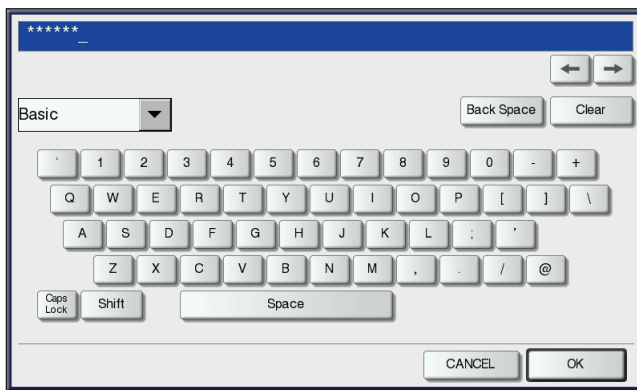 ******_
← →
Basic Back Space Clear
` 1 2 3 4 5 6 7 8 9 0 - +
Q W E R T Y U I O P [ ] \
A S D F G H J K L ; '
Z X C V B N M , . / @
Caps Lock Shift Space
CANCEL OK